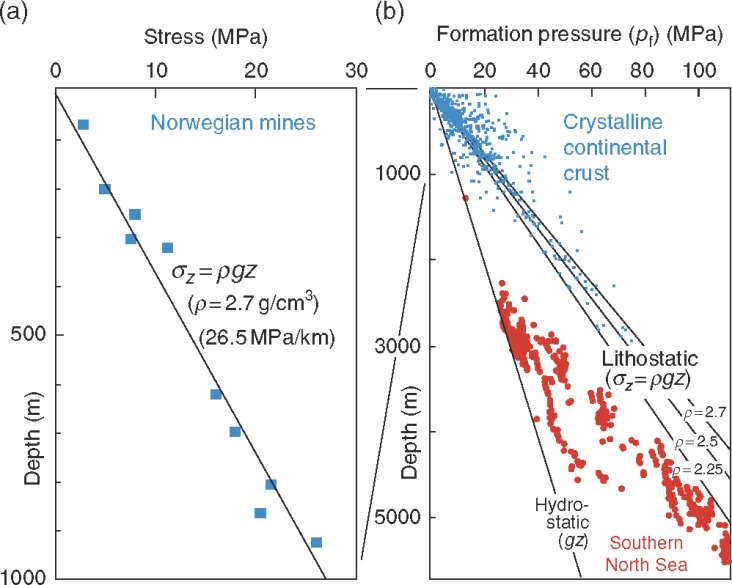 (a)
Stress (MPa)
0
10
20
30
Norwegian mines
σz = ρgz
(ρ = 2.7 g/cm³)
(26.5 MPa/km)
500
1000
Depth (m)
(b)
Formation pressure (pf) (MPa)
0
20
40
60
80
100
Crystalline
continental
crust
1000
3000
5000
Depth (m)
Lithostatic
(σz = ρgz)
ρ = 2.7
ρ = 2.5
ρ = 2.25
Hydro-
static
(gz)
Southern
North Sea